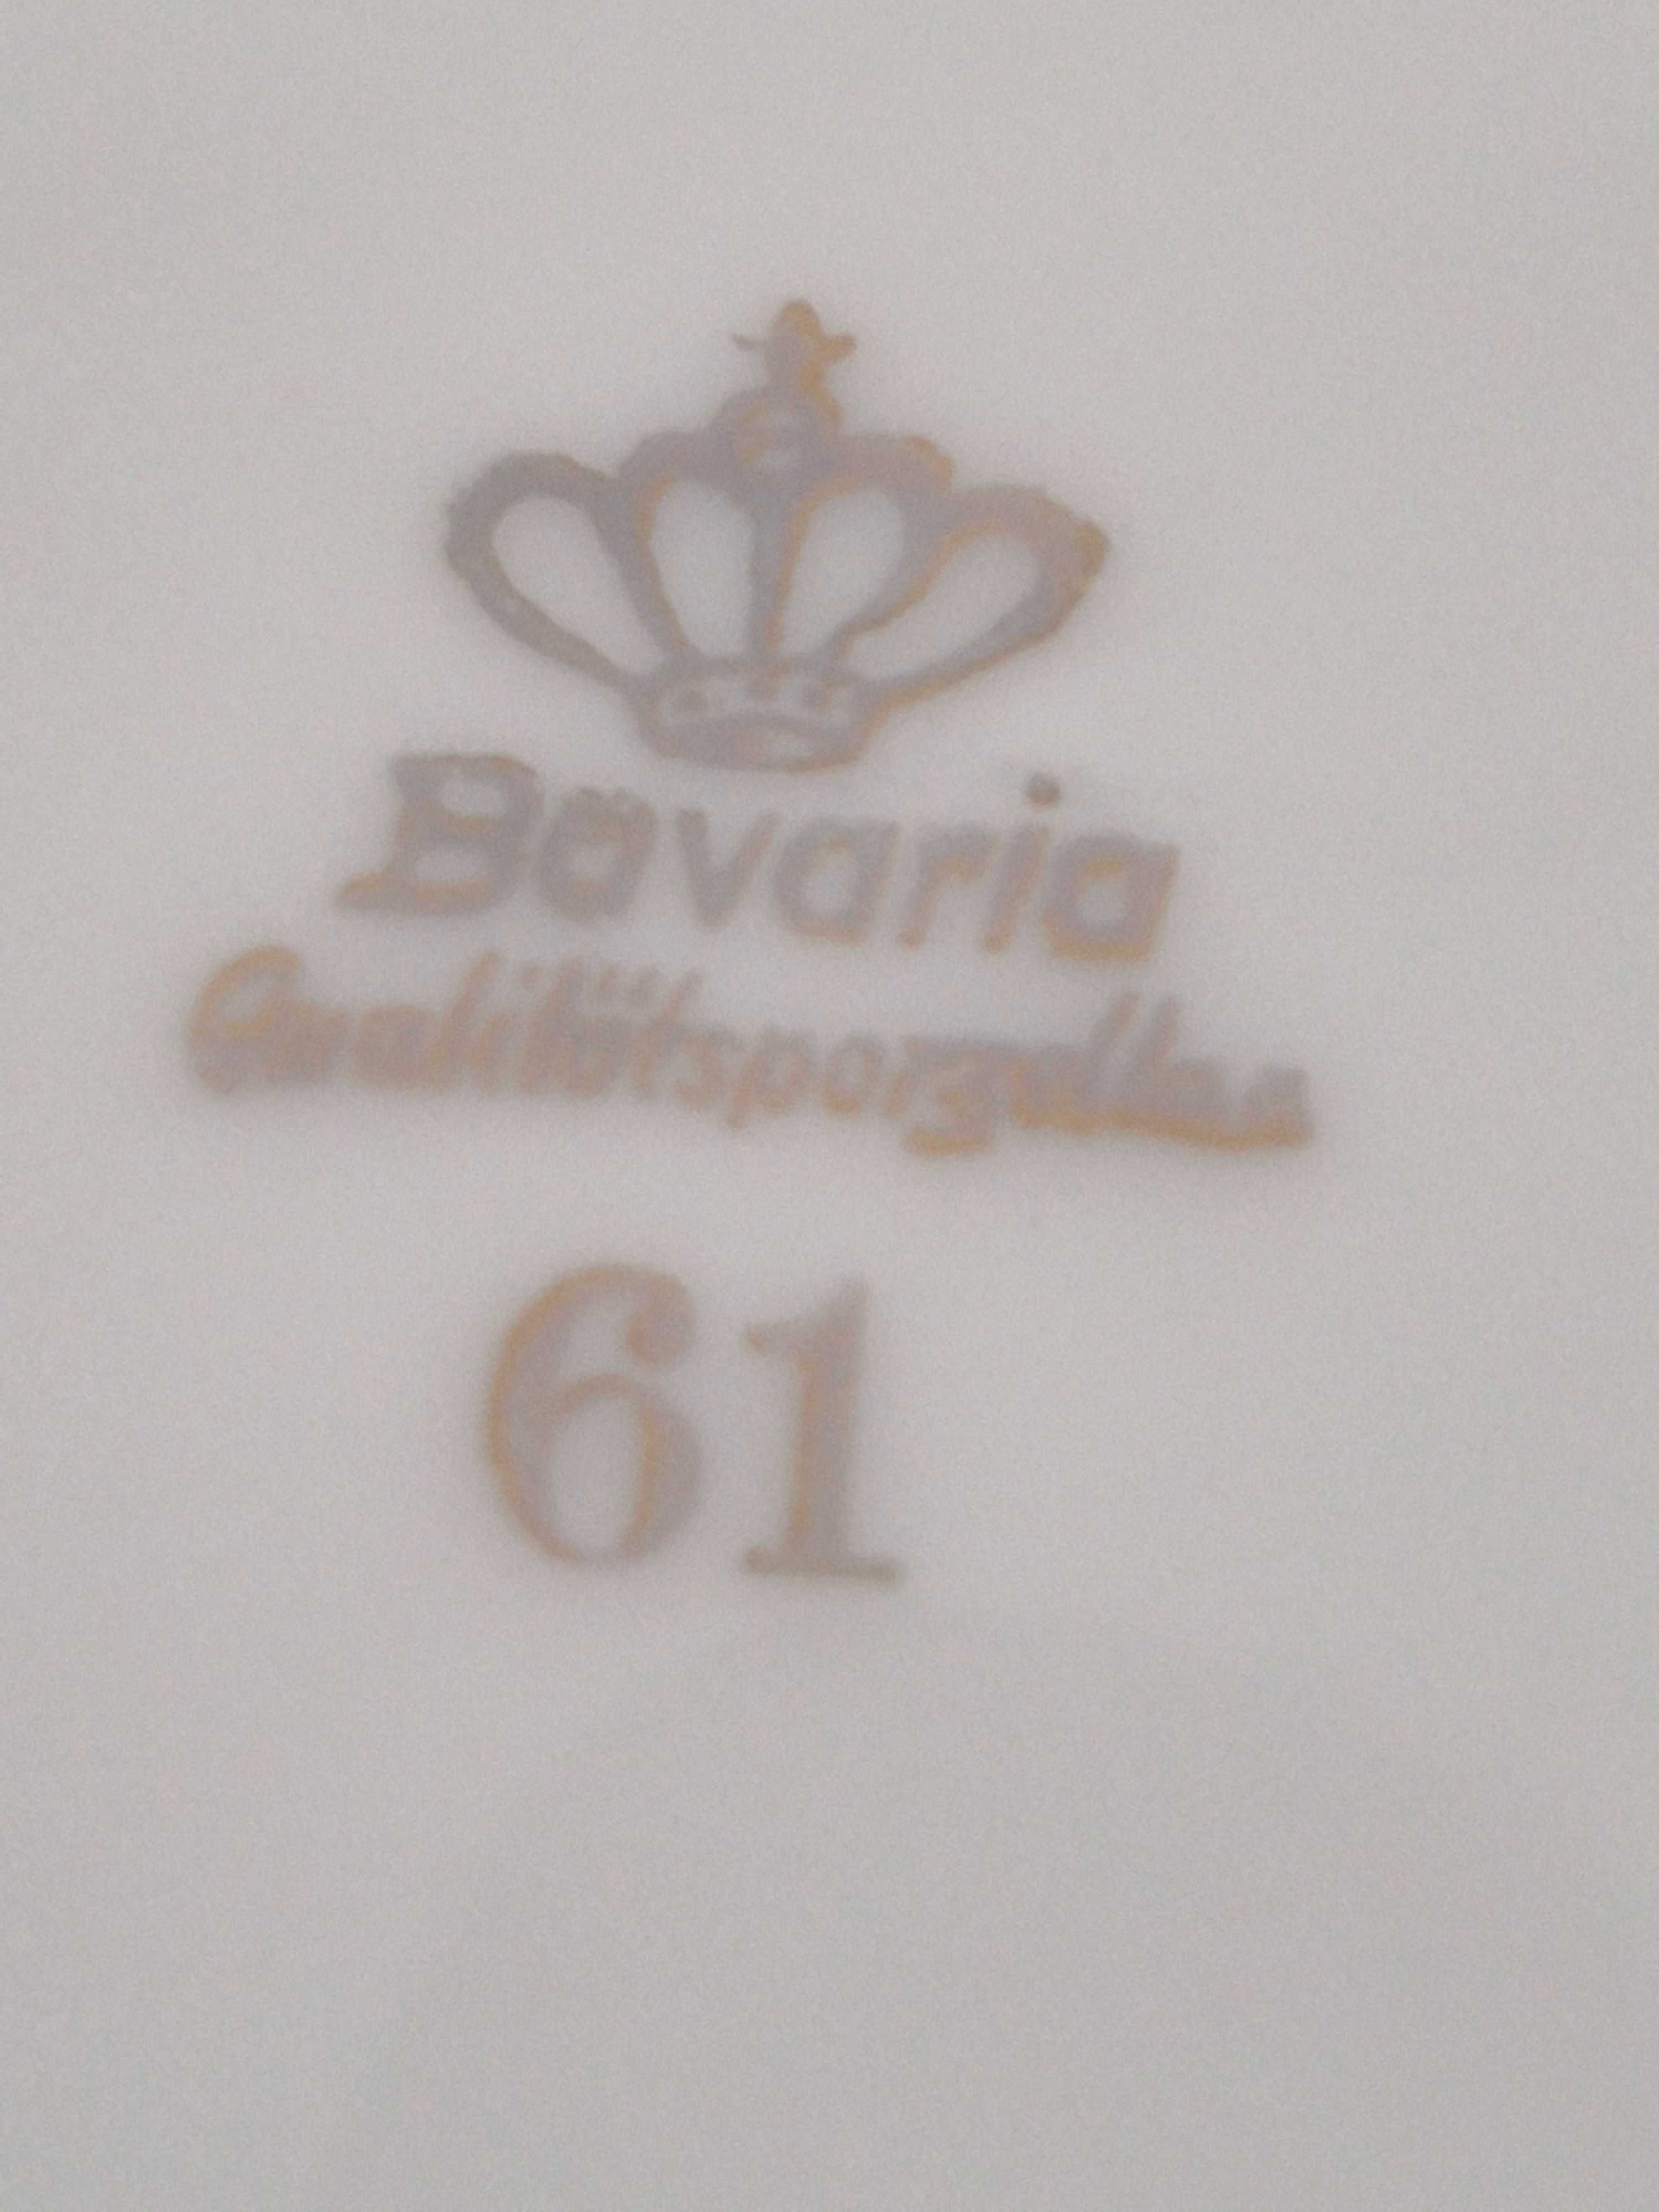 Bavaria
Qualitätsporzellan
61